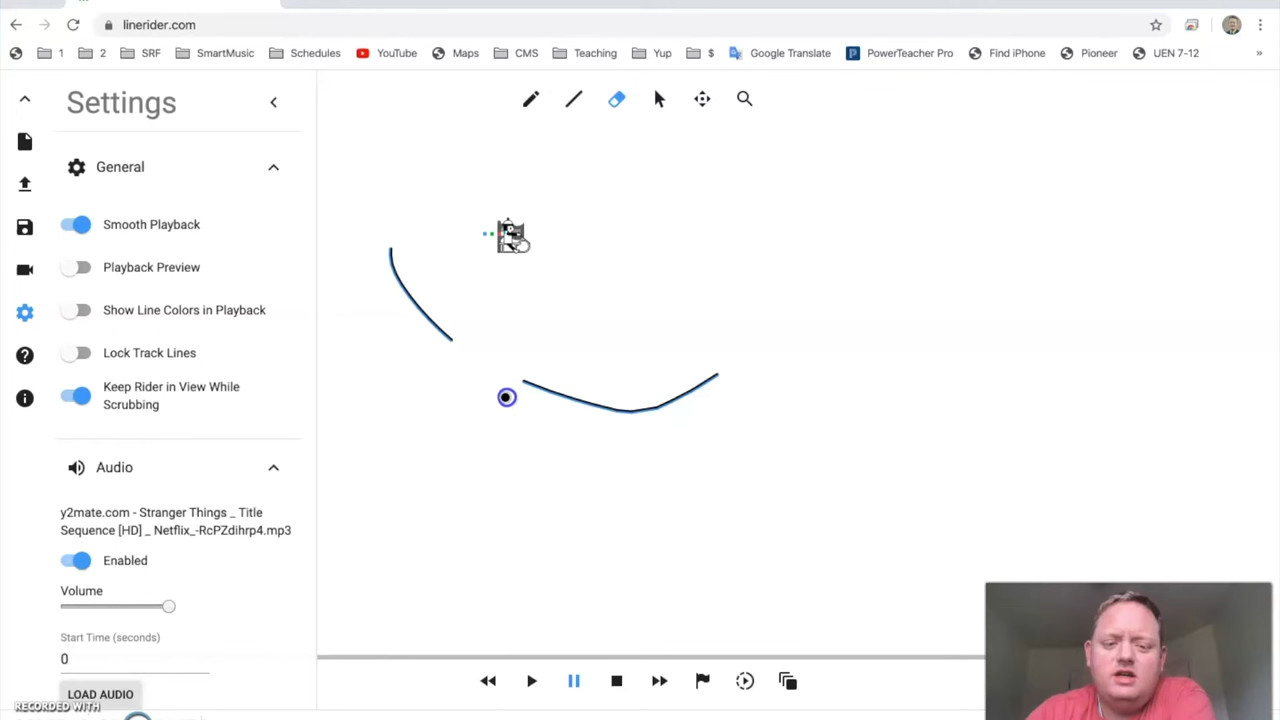 linerider.com
1
2
SRF
SmartMusic
Schedules
YouTube
Maps
CMS
Teaching
Yup
$
Google Translate
PowerTeacher Pro
Find iPhone
Pioneer
UEN 7-12
»
Settings
General
Smooth Playback
Playback Preview
Show Line Colors in Playback
Lock Track Lines
Keep Rider in View While
Scrubbing
Audio
y2mate.com - Stranger Things _ Title
Sequence [HD] _ Netflix_-RcPZdihrp4.mp3
Enabled
Volume
Start Time (seconds)
0
LOAD AUDIO
RECORDED WITH